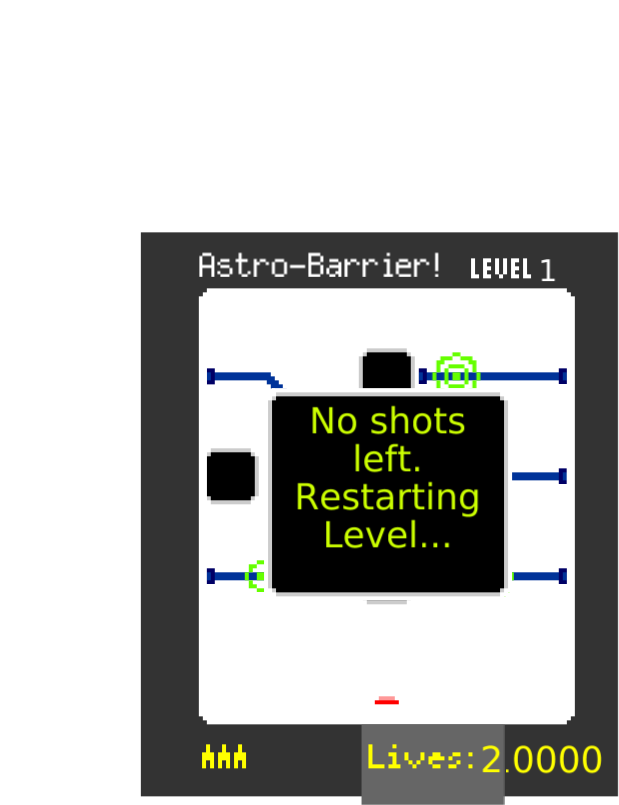 Astro-Barrier! LEVEL 1
No shots
left.
Restarting
Level...
Lives:2.0000